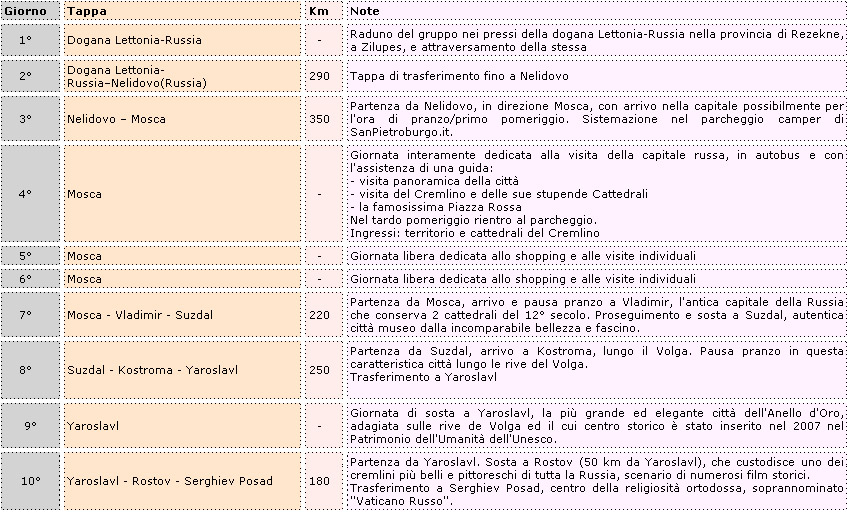 Giorno Tappa Km Note
1° Dogana Lettonia-Russia - Raduno del gruppo nei pressi della dogana Lettonia-Russia nella provincia di Rezekne,
a Zilupes, e attraversamento della stessa
2° Dogana Lettonia-
Russia–Nelidovo(Russia) 290 Tappa di trasferimento fino a Nelidovo
3° Nelidovo – Mosca 350 Partenza da Nelidovo, in direzione Mosca, con arrivo nella capitale possibilmente per
l'ora di pranzo/primo pomeriggio. Sistemazione nel parcheggio camper di
SanPietroburgo.it.
4° Mosca - Giornata interamente dedicata alla visita della capitale russa, in autobus e con
l'assistenza di una guida:
- visita panoramica della città
- visita del Cremlino e delle sue stupende Cattedrali
- la famosissima Piazza Rossa
Nel tardo pomeriggio rientro al parcheggio.
Ingressi: territorio e cattedrali del Cremlino
5° Mosca - Giornata libera dedicata allo shopping e alle visite individuali
6° Mosca - Giornata libera dedicata allo shopping e alle visite individuali
7° Mosca - Vladimir - Suzdal 220 Partenza da Mosca, arrivo e pausa pranzo a Vladimir, l'antica capitale della Russia
che conserva 2 cattedrali del 12° secolo. Proseguimento e sosta a Suzdal, autentica
città museo dalla incomparabile bellezza e fascino.
8° Suzdal - Kostroma - Yaroslavl 250 Partenza da Suzdal, arrivo a Kostroma, lungo il Volga. Pausa pranzo in questa
caratteristica città lungo le rive del Volga.
Trasferimento a Yaroslavl
9° Yaroslavl - Giornata di sosta a Yaroslavl, la più grande ed elegante città dell'Anello d'Oro,
adagiata sulle rive de Volga ed il cui centro storico è stato inserito nel 2007 nel
Patrimonio dell'Umanità dell'Unesco.
10° Yaroslavl - Rostov - Serghiev Posad 180 Partenza da Yaroslavl. Sosta a Rostov (50 km da Yaroslavl), che custodisce uno dei
cremlini più belli e pittoreschi di tutta la Russia, scenario di numerosi film storici.
Trasferimento a Serghiev Posad, centro della religiosità ortodossa, soprannominato
"Vaticano Russo".